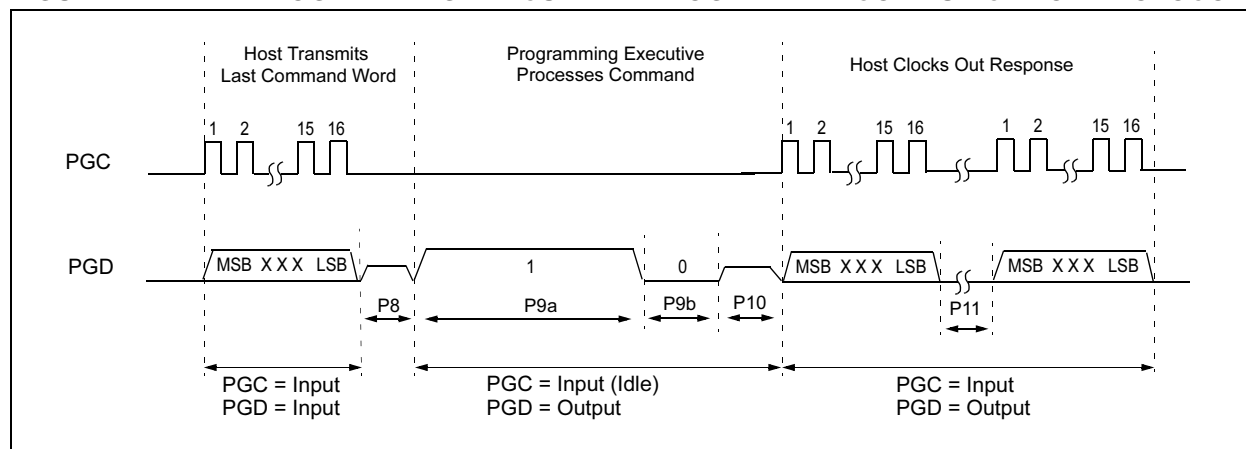 Host Transmits
Last Command Word
Programming Executive
Processes Command
Host Clocks Out Response
1 2 15 16
1 2 15 16
1 2 15 16
PGC
PGD
MSB X X X LSB
1
0
MSB X X X LSB
MSB X X X LSB
P8
P9a
P9b
P10
P11
PGC = Input
PGD = Input
PGC = Input (Idle)
PGD = Output
PGC = Input
PGD = Output